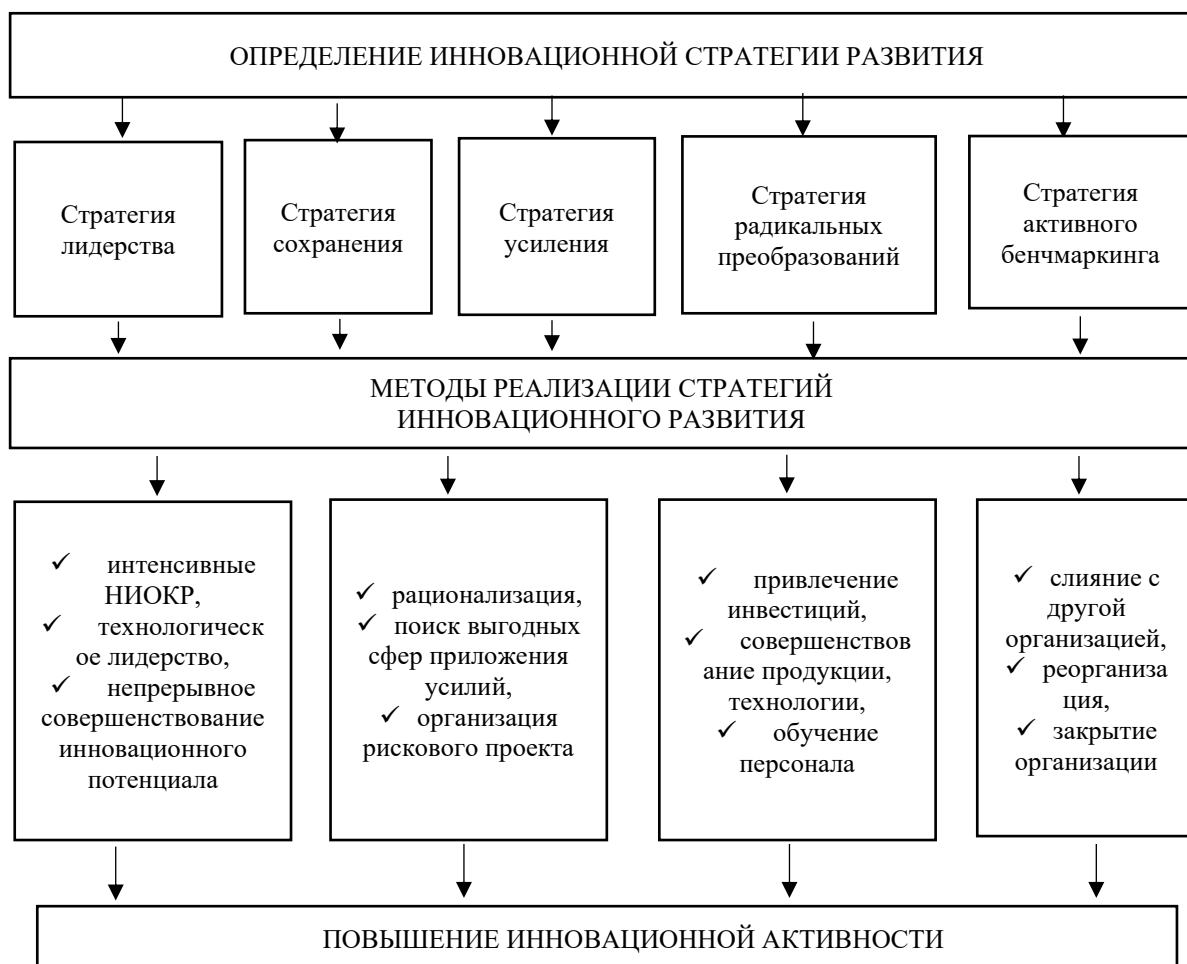 ОПРЕДЕЛЕНИЕ ИННОВАЦИОННОЙ СТРАТЕГИИ РАЗВИТИЯ
Стратегия
лидерства
Стратегия
сохранения
Стратегия
усиления
Стратегия
радикальных
преобразований
Стратегия
активного
бенчмаркинга
МЕТОДЫ РЕАЛИЗАЦИИ СТРАТЕГИЙ
ИННОВАЦИОННОГО РАЗВИТИЯ
✓ интенсивные
НИОКР,
✓ технологическ
ое лидерство,
✓ непрерывное
совершенствование
инновационного
потенциала
✓ рационализация,
✓ поиск выгодных
сфер приложения
усилий,
✓ организация
рискового проекта
✓ привлечение
инвестиций,
✓ совершенствов
ание продукции,
технологии,
✓ обучение
персонала
✓ слияние с
другой
организацией,
✓ реорганиза
ция,
✓ закрытие
организации
ПОВЫШЕНИЕ ИННОВАЦИОННОЙ АКТИВНОСТИ